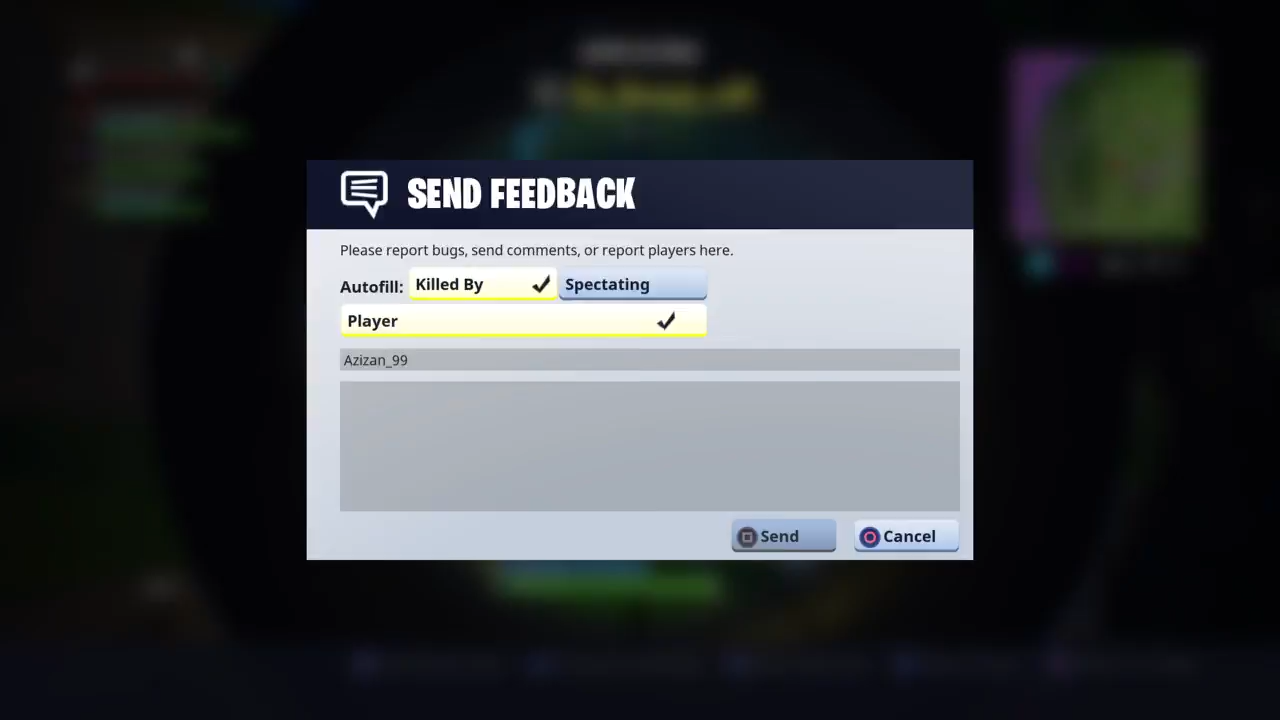 SEND FEEDBACK
Please report bugs, send comments, or report players here.
Autofill: Killed By Spectating
Player
Azizan_99
Send Cancel